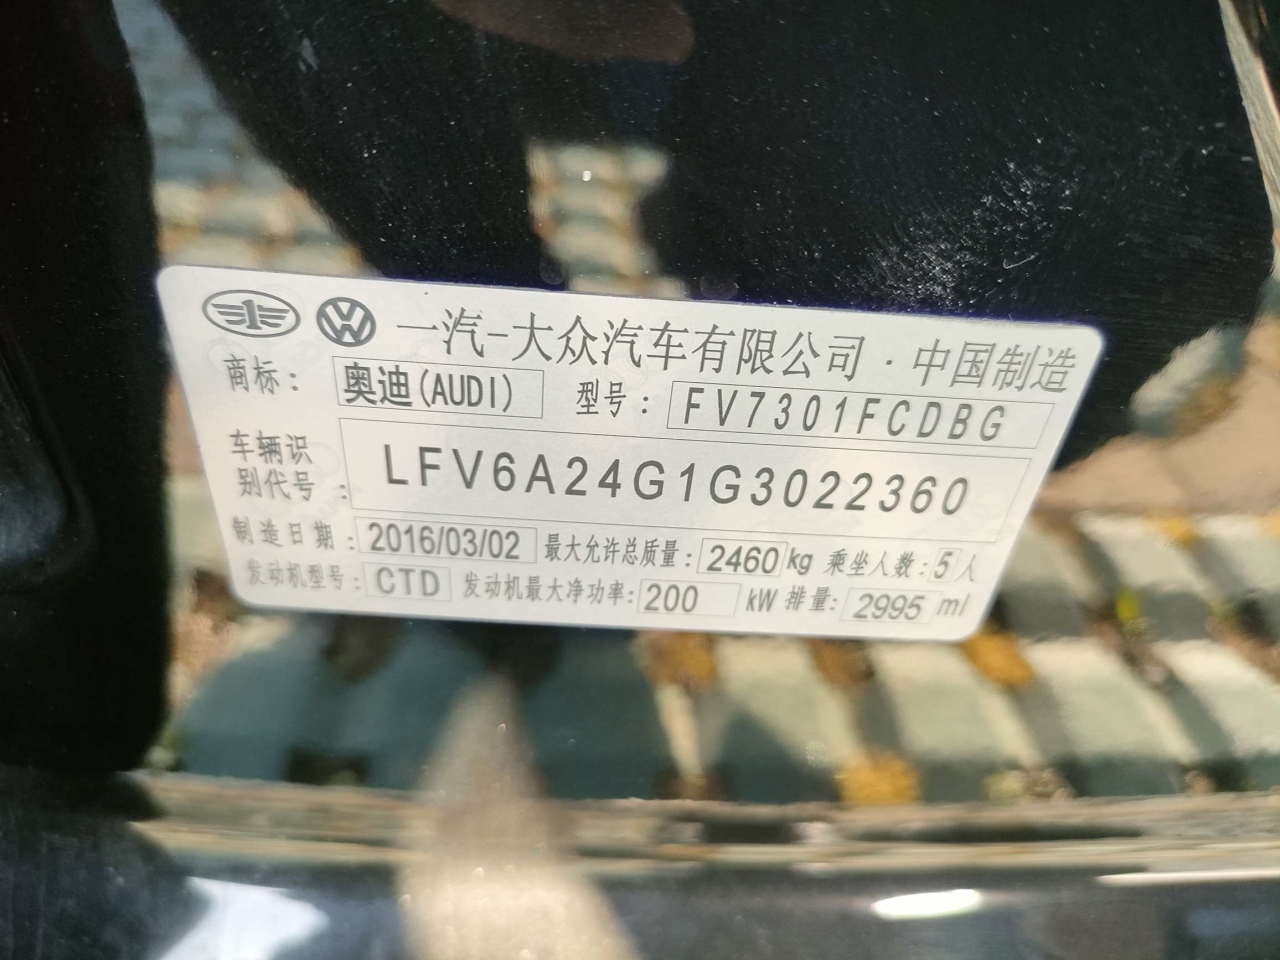 一汽-大众汽车有限公司·中国制造
商标：奥迪(AUDI) 型号：FV7301FCDBG
车辆识别代号：LFV6A24G1G3022360
制造日期：2016/03/02 最大允许总质量：2460kg 乘坐人数：5人
发动机型号：CTD 发动机最大净功率：200 kW 排量：2995ml